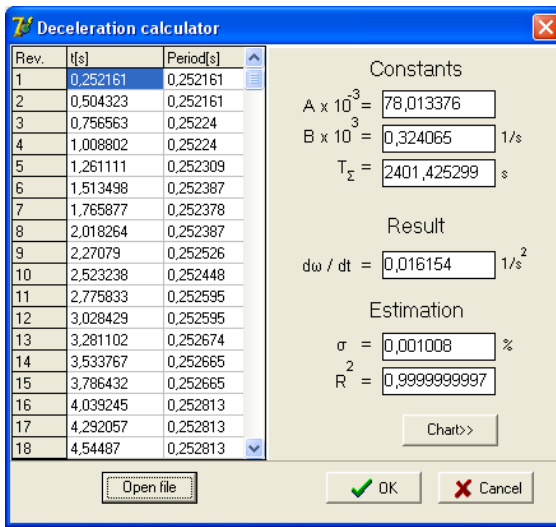 Deceleration calculator
Rev. t[s] Period[s]
1 0,252161 0,252161
2 0,504323 0,252161
3 0,756563 0,25224
4 1,008802 0,25224
5 1,261111 0,252309
6 1,513498 0,252387
7 1,765877 0,252378
8 2,018264 0,252387
9 2,27079 0,252526
10 2,523238 0,252448
11 2,775833 0,252595
12 3,028429 0,252595
13 3,281102 0,252674
14 3,533767 0,252665
15 3,786432 0,252665
16 4,039245 0,252813
17 4,292057 0,252813
18 4,54487 0,252813
Constants
A x 10⁻³ = 78,013376
B x 10³ = 0,324065 1/s
T_Σ = 2401,425299 s
Result
dω / dt = 0,016154 1/s²
Estimation
σ = 0,001008 %
R² = 0,9999999997
Chart>>
Open file OK Cancel